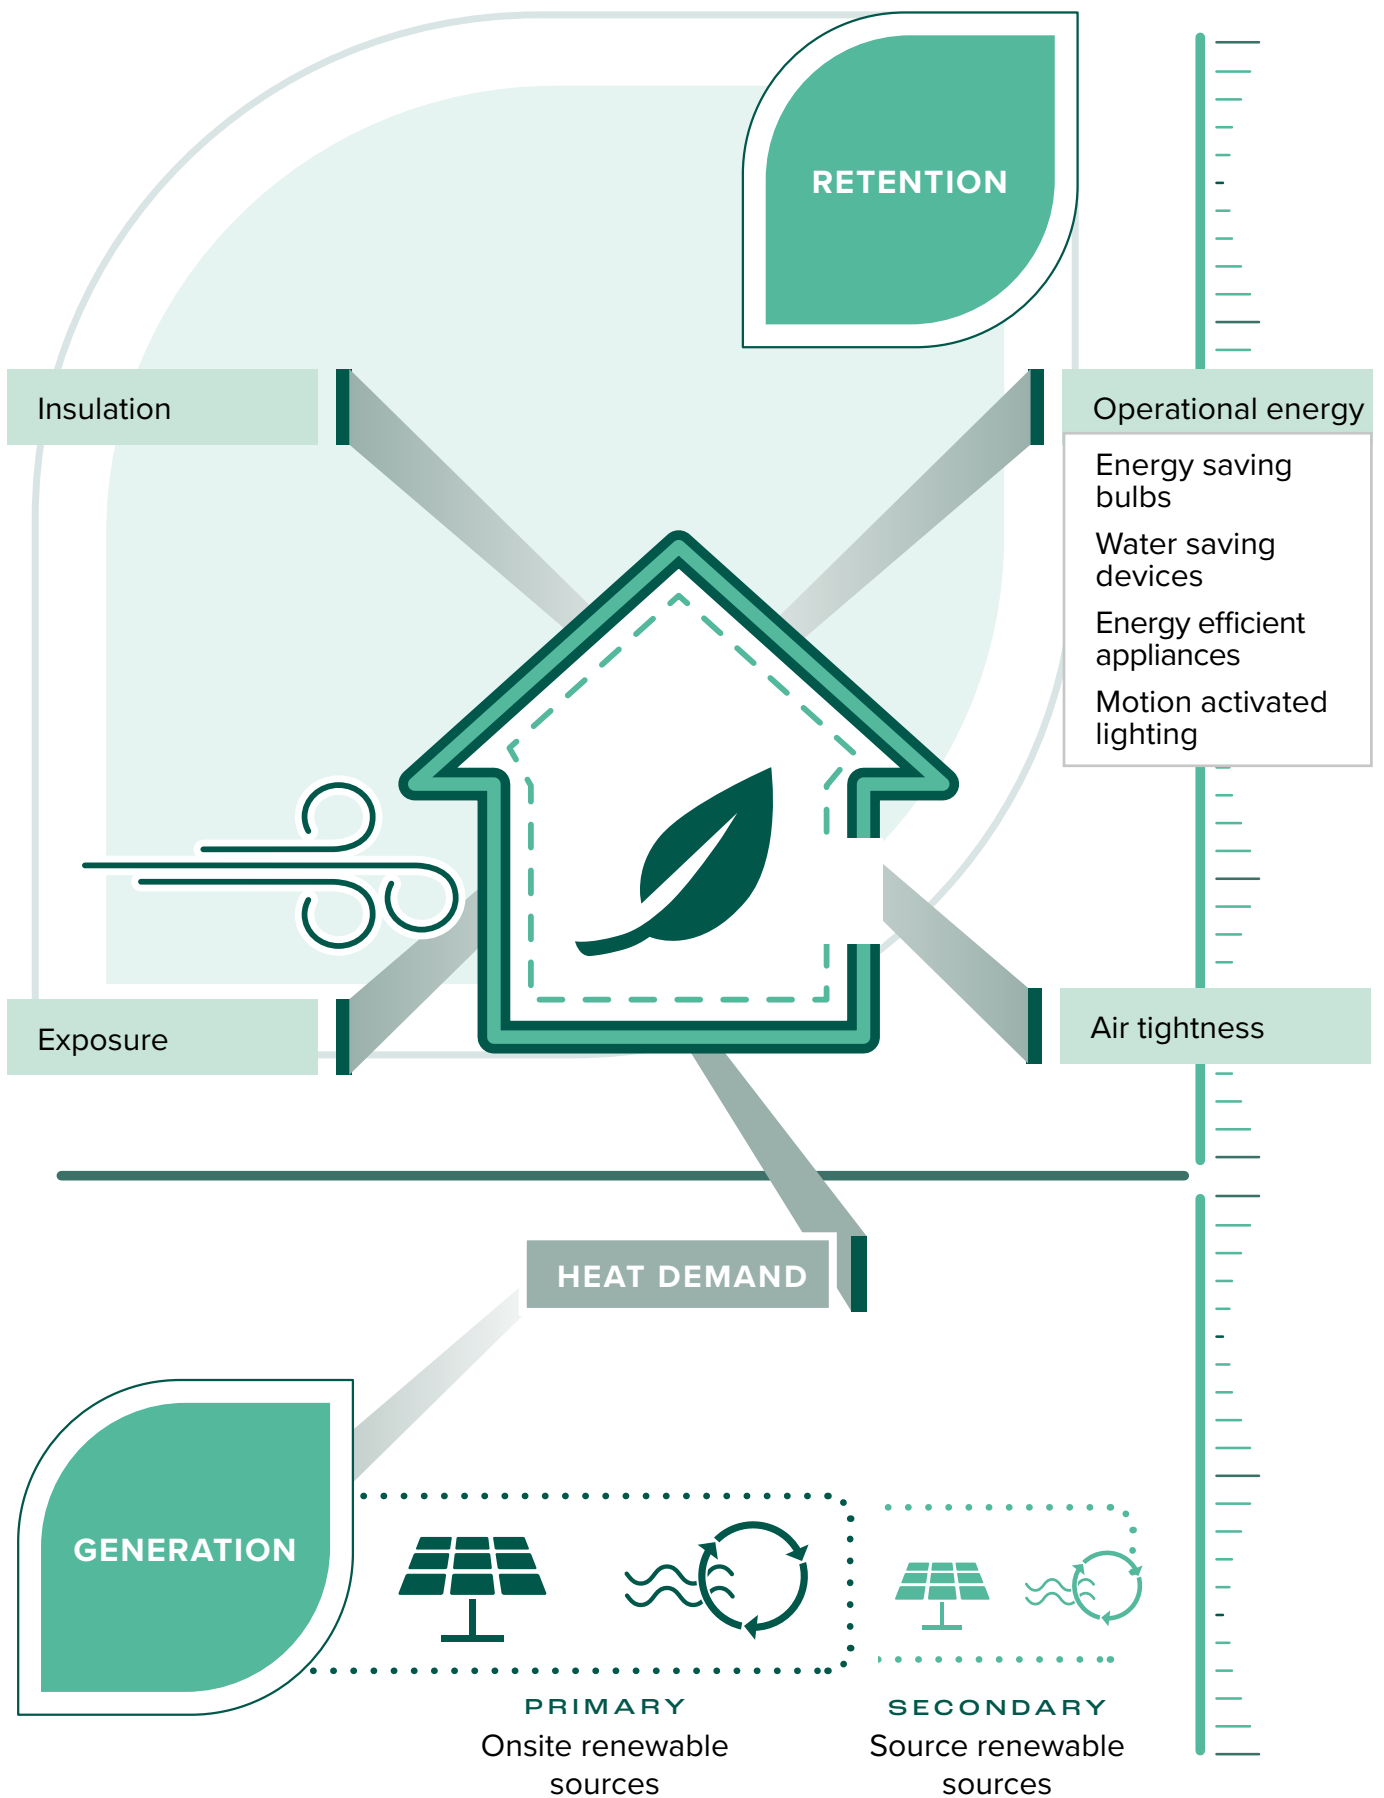 RETENTION
Insulation
Operational energy
Energy saving
bulbs
Water saving
devices
Energy efficient
appliances
Motion activated
lighting
Exposure
Air tightness
HEAT DEMAND
GENERATION
PRIMARY
Onsite renewable
sources
SECONDARY
Source renewable
sources